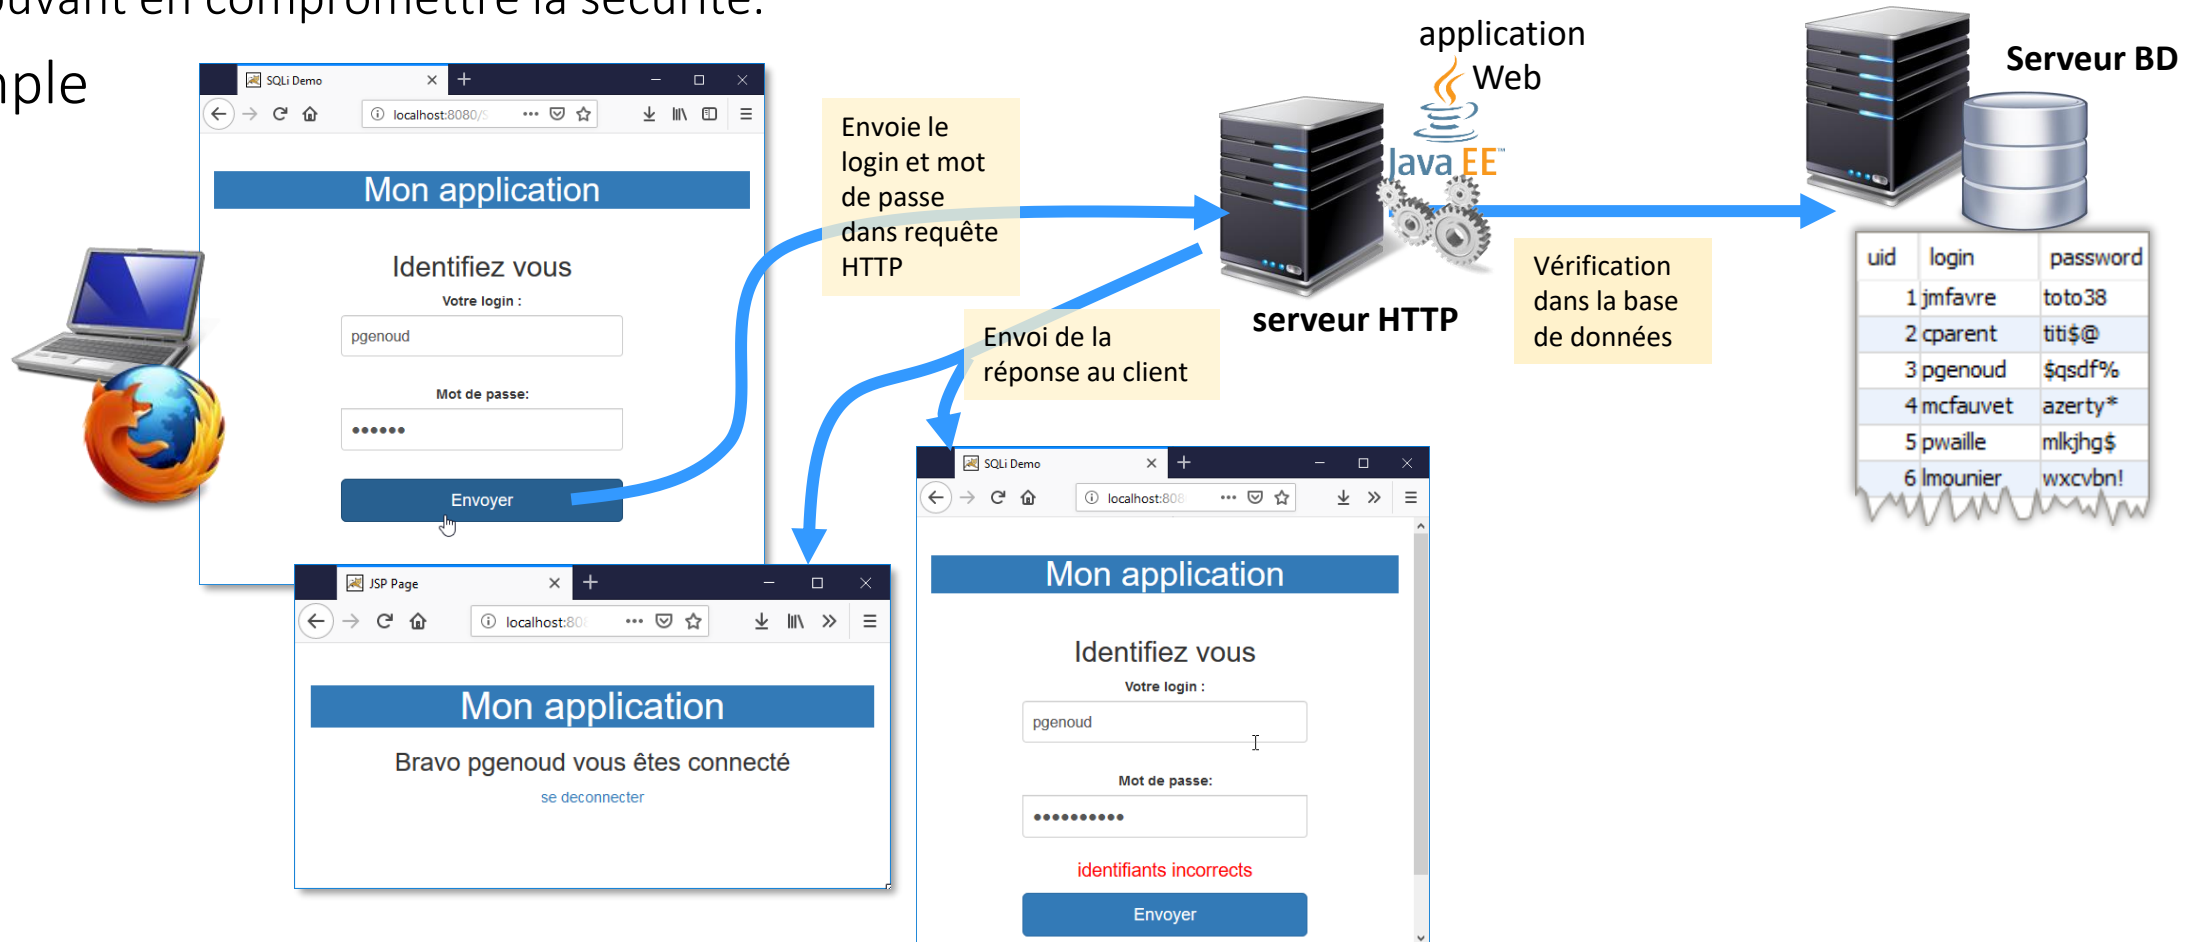 ouvant en compromettre la sécurité.
mple
SQLi Demo
localhost:8080/S
Mon application
Identifiez vous
Votre login :
pgenoud
Mot de passe:
••••••
Envoyer
Envoie le
login et mot
de passe
dans requête
HTTP
application
Web
Java EE™
serveur HTTP
Serveur BD
Vérification
dans la base
de données
uid login password
1 jmfavre toto38
2 cparent titi$@
3 pgenoud $qsdf%
4 mcfauvet azerty*
5 pwaille mlkjhg$
6 lmounier wxcvbn!
Envoi de la
réponse au client
JSP Page
localhost:808
Mon application
Bravo pgenoud vous êtes connecté
se deconnecter
SQLi Demo
localhost:808
Mon application
Identifiez vous
Votre login :
pgenoud
Mot de passe:
••••••••••
identifiants incorrects
Envoyer